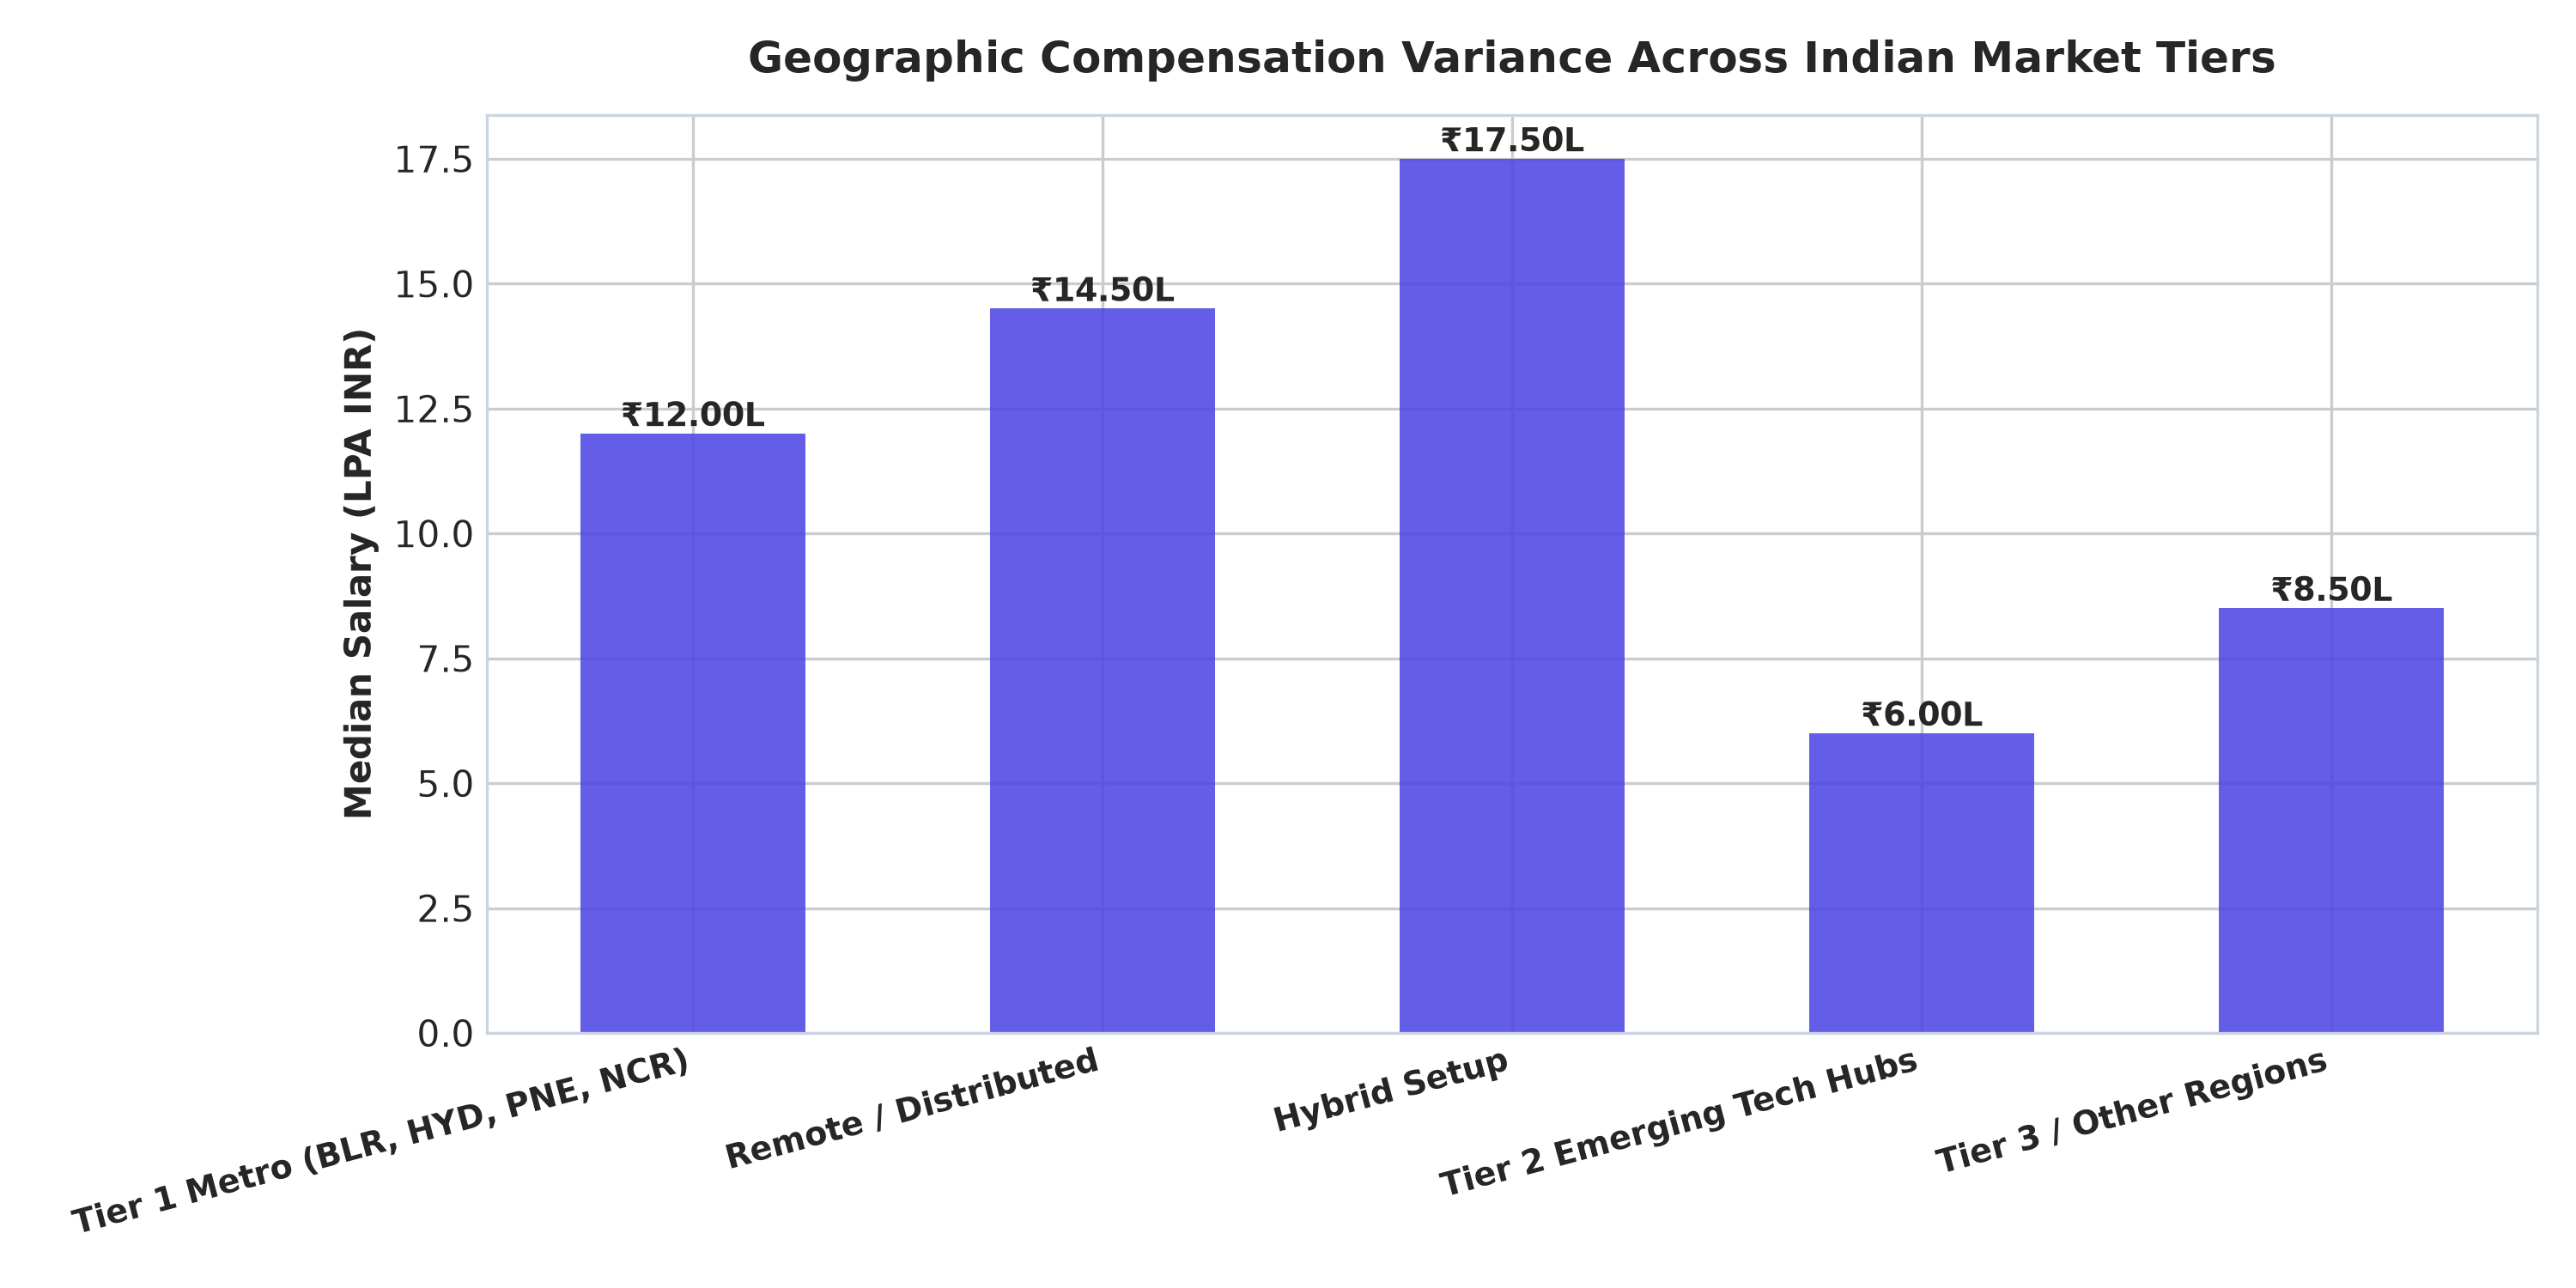 Geographic Compensation Variance Across Indian Market Tiers
Median Salary (LPA INR)
17.5
15.0
12.5
10.0
7.5
5.0
2.5
0.0
₹12.00L
₹14.50L
₹17.50L
₹6.00L
₹8.50L
Tier 1 Metro (BLR, HYD, PNE, NCR)
Remote / Distributed
Hybrid Setup
Tier 2 Emerging Tech Hubs
Tier 3 / Other Regions